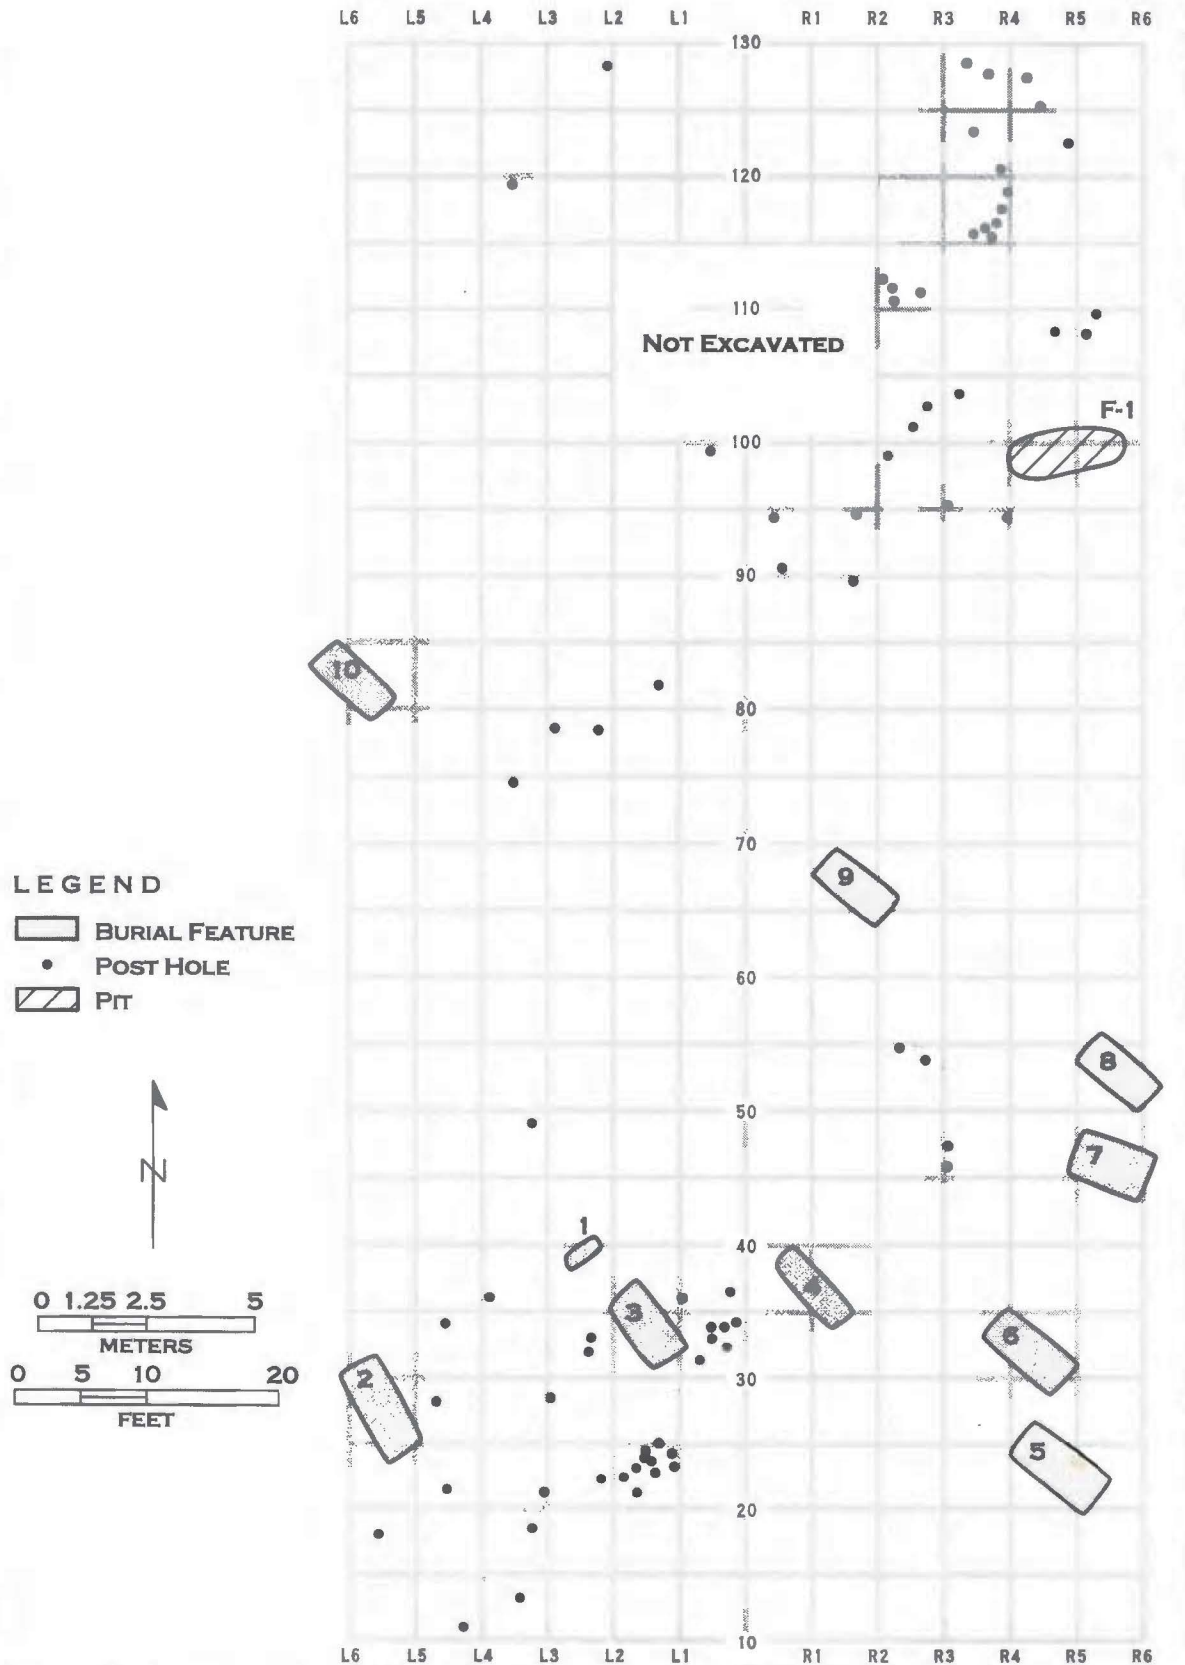 L6 L5 L4 L3 L2 L1 R1 R2 R3 R4 R5 R6
130
120
110
NOT EXCAVATED
F-1
100
90
10
80
70
9
LEGEND
BURIAL FEATURE
POST HOLE
PIT
60
8
50
7
N
1
40
4
3
6
0 1.25 2.5 5
METERS
0 5 10 20
FEET
2
30
5
20
10
L6 L5 L4 L3 L2 L1 R1 R2 R3 R4 R5 R6